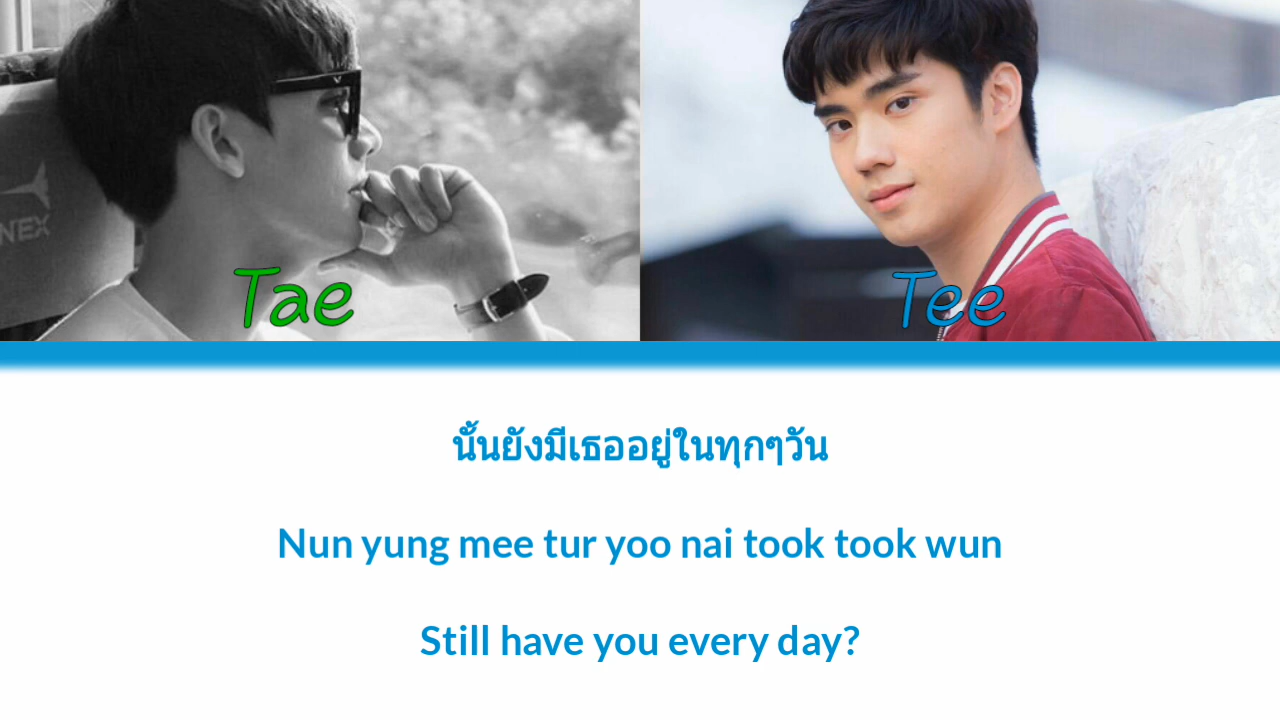 NEX
Tae
Tee
นั้นยังมีเธออยู่ในทุกๆวัน
Nun yung mee tur yoo nai took took wun
Still have you every day?